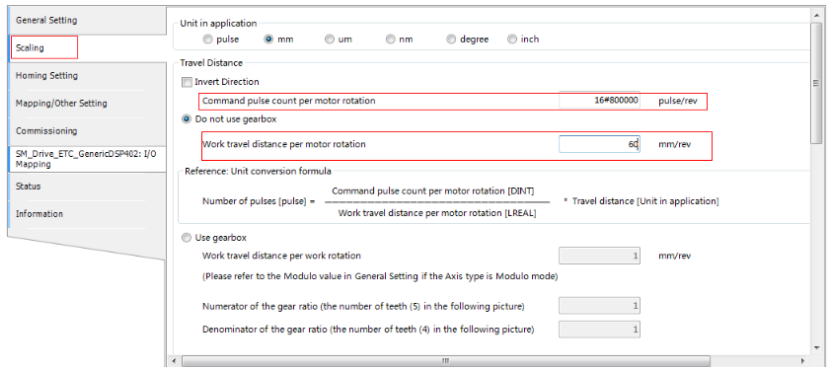 General Setting
Scaling
Homing Setting
Mapping/Other Setting
Commissioning
SM_Drive_ETC_GenericDSP402: I/O
Mapping
Status
Information
Unit in application
pulse mm um nm degree inch
Travel Distance
Invert Direction
Command pulse count per motor rotation 16#800000 pulse/rev
Do not use gearbox
Work travel distance per motor rotation 60 mm/rev
Reference: Unit conversion formula
Command pulse count per motor rotation [DINT]
Number of pulses [pulse] = * Travel distance [Unit in application]
Work travel distance per motor rotation [LREAL]
Use gearbox
Work travel distance per work rotation 1 mm/rev
(Please refer to the Modulo value in General Setting if the Axis type is Modulo mode)
Numerator of the gear ratio (the number of teeth (5) in the following picture) 1
Denominator of the gear ratio (the number of teeth (4) in the following picture) 1